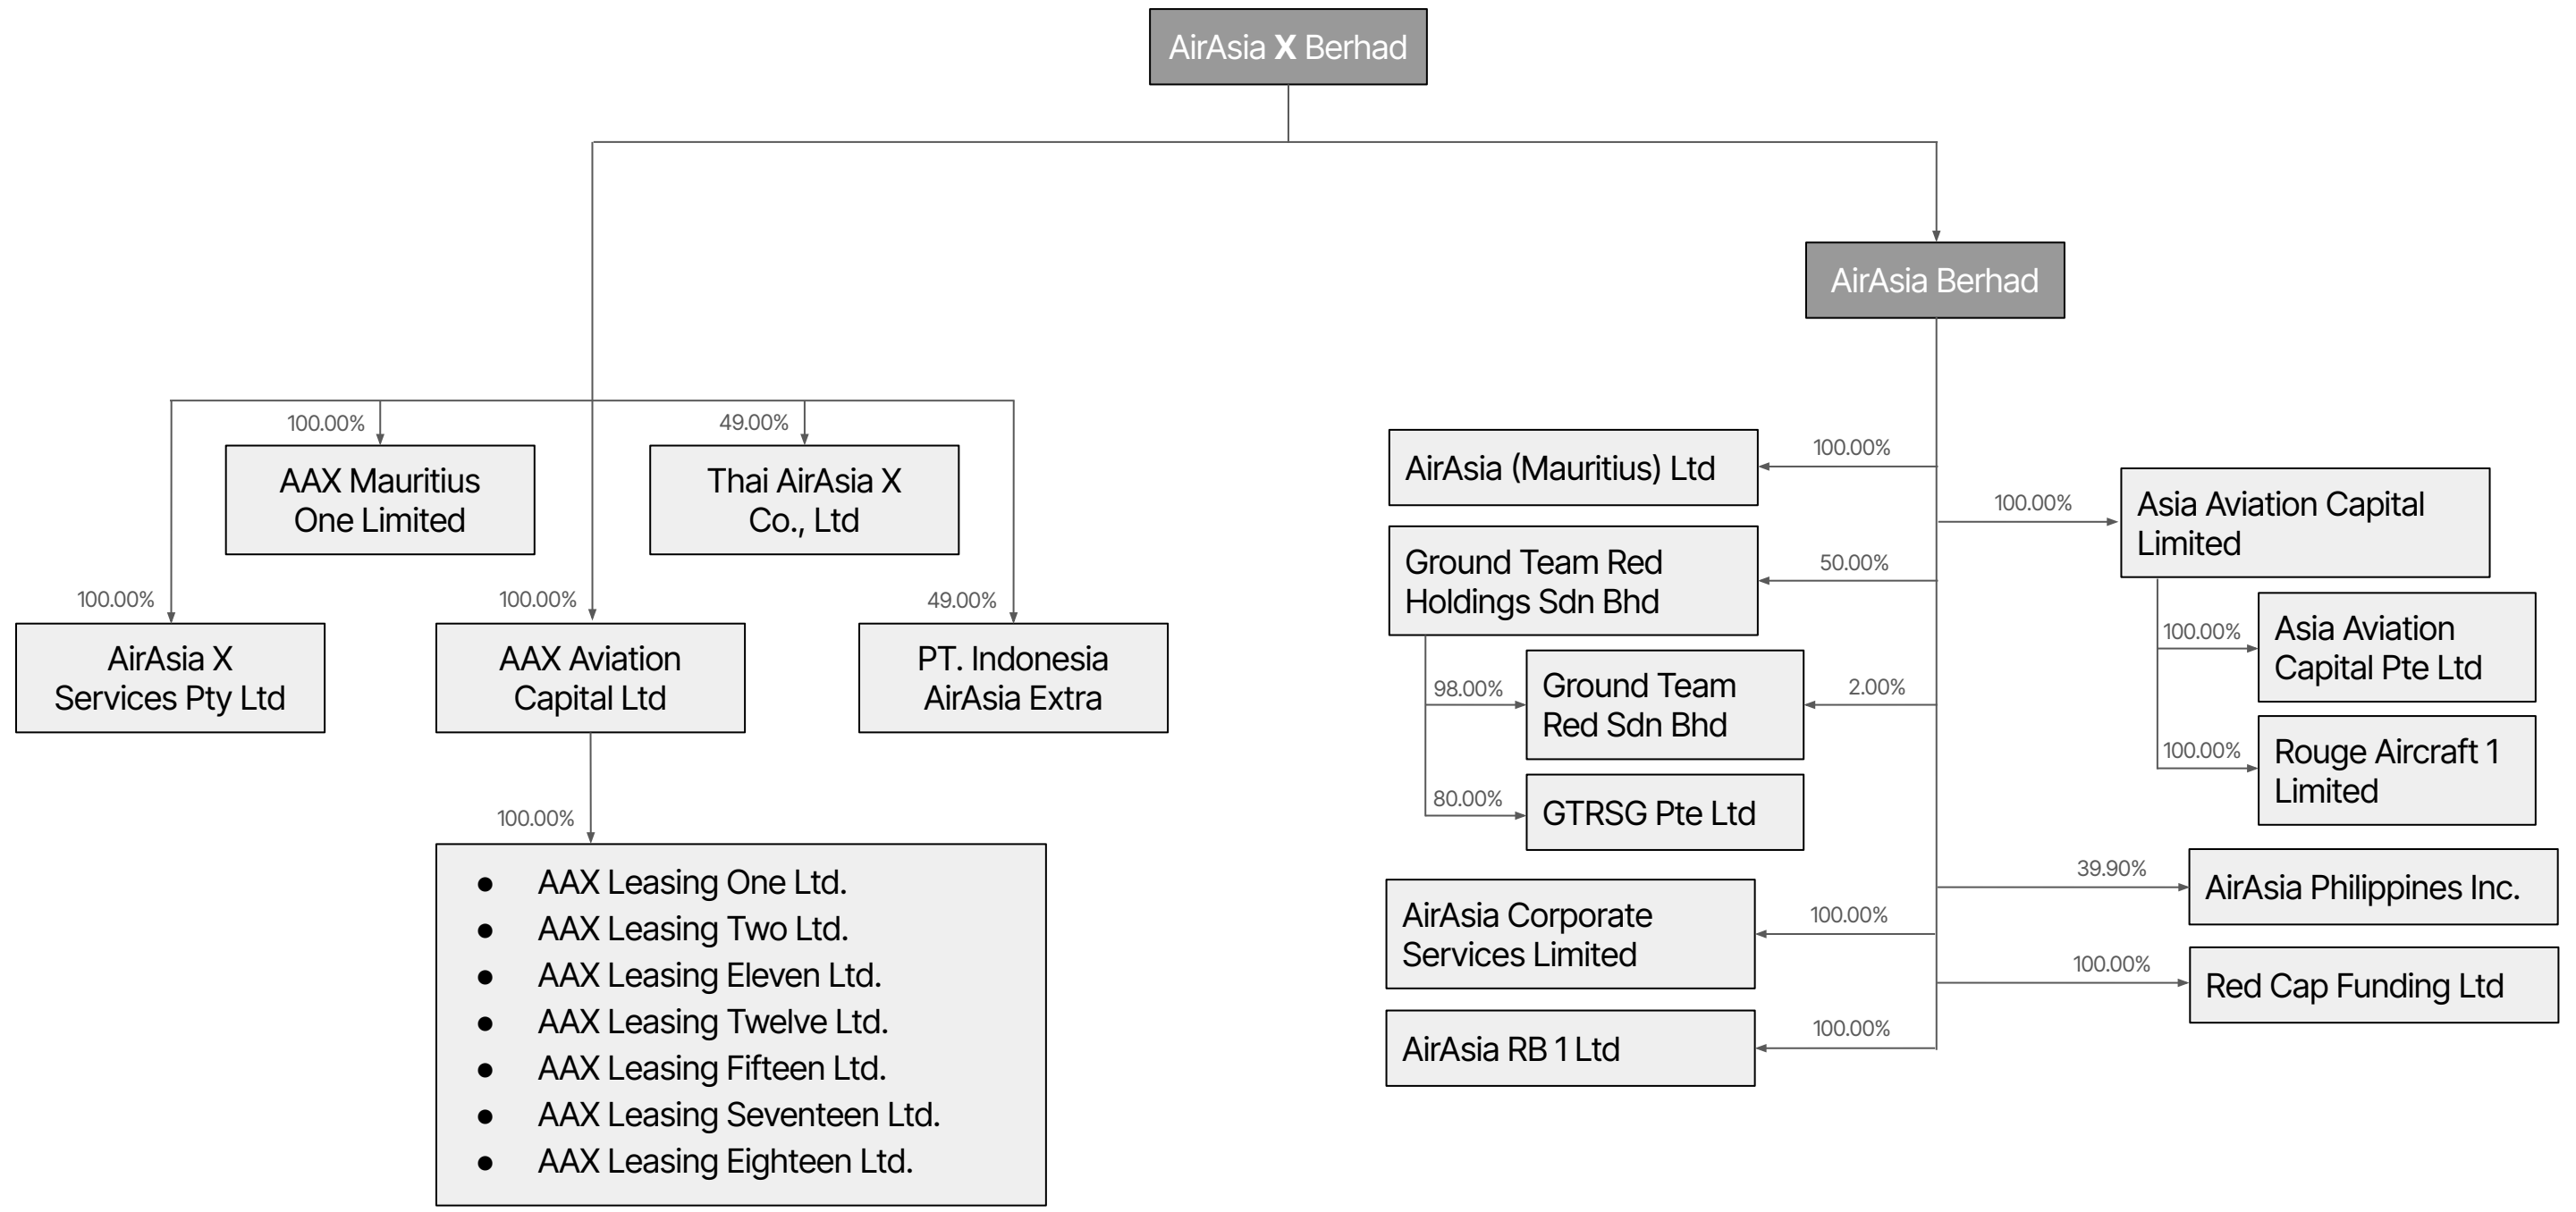 AirAsia X Berhad
AirAsia Berhad
100.00%
49.00%
AAX Mauritius
One Limited
Thai AirAsia X
Co., Ltd
100.00%
100.00%
49.00%
AirAsia X
Services Pty Ltd
AAX Aviation
Capital Ltd
PT. Indonesia
AirAsia Extra
100.00%
● AAX Leasing One Ltd.
● AAX Leasing Two Ltd.
● AAX Leasing Eleven Ltd.
● AAX Leasing Twelve Ltd.
● AAX Leasing Fifteen Ltd.
● AAX Leasing Seventeen Ltd.
● AAX Leasing Eighteen Ltd.
100.00%
AirAsia (Mauritius) Ltd
50.00%
Ground Team Red
Holdings Sdn Bhd
98.00%
Ground Team
Red Sdn Bhd
2.00%
80.00%
GTRSG Pte Ltd
100.00%
AirAsia Corporate
Services Limited
100.00%
AirAsia RB 1 Ltd
100.00%
Asia Aviation Capital
Limited
100.00%
Asia Aviation
Capital Pte Ltd
100.00%
Rouge Aircraft 1
Limited
39.90%
AirAsia Philippines Inc.
100.00%
Red Cap Funding Ltd